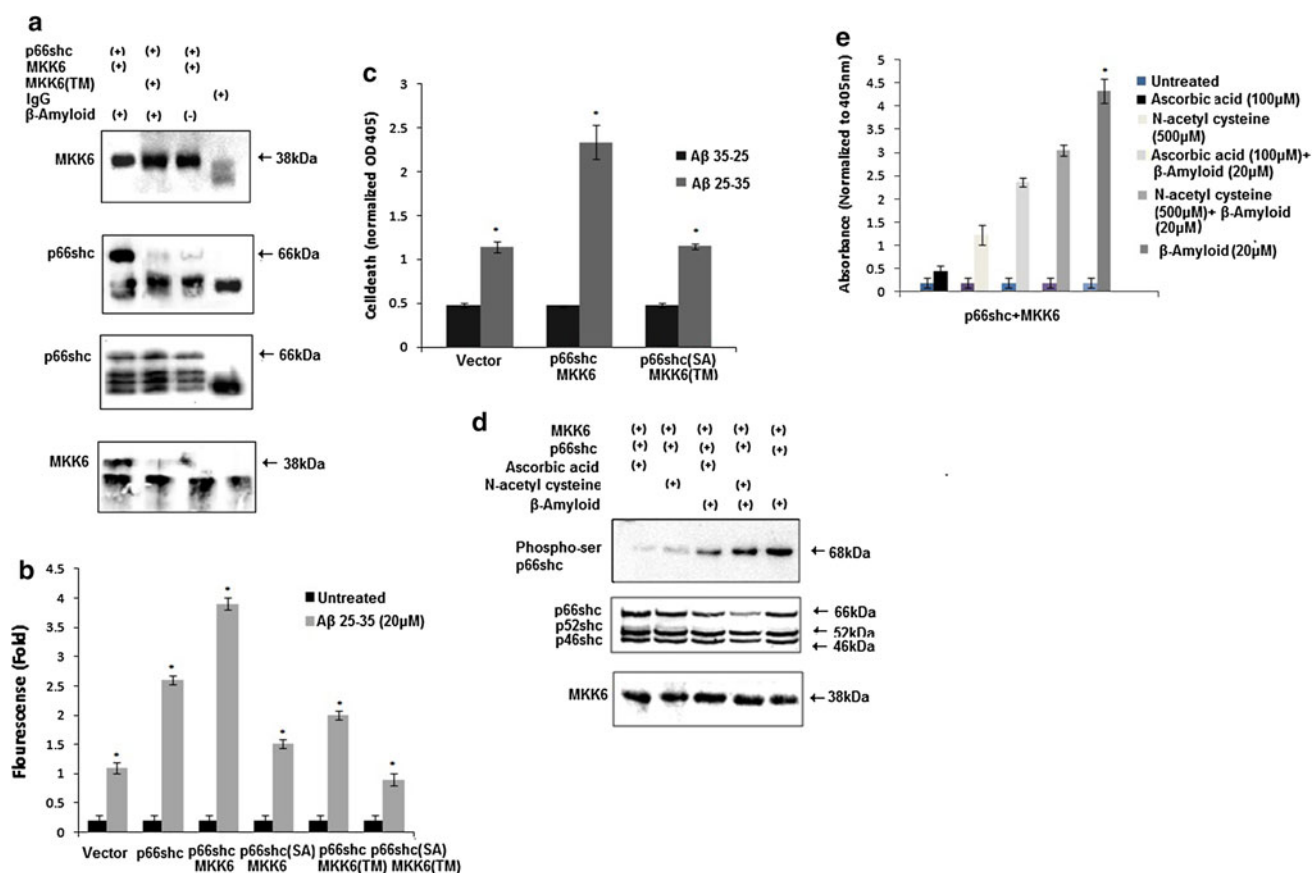 a
p66shc (+) (+) (+)
MKK6 (+) (+)
MKK6(TM) (+)
IgG (+)
β-Amyloid (+) (+) (-)
MKK6 ← 38kDa
p66shc ← 66kDa
p66shc ← 66kDa
MKK6 ← 38kDa
b
Flourescense (Fold)
4.5
4
3.5
3
2.5
2
1.5
1
0.5
0
Untreated
Aβ 25-35 (20µM)
* * * * * *
Vector p66shc p66shc p66shc(SA) p66shc p66shc(SA)
MKK6 MKK6 MKK6(TM) MKK6(TM)
c
Celldeath (normalized OD 405)
3
2.5
2
1.5
1
0.5
0
* * *
Aβ 35-25
Aβ 25-35
Vector p66shc p66shc(SA)
MKK6 MKK6(TM)
d
MKK6 (+) (+) (+) (+) (+)
p66shc (+) (+) (+) (+) (+)
Ascorbic acid (+) (+)
N-acetyl cysteine (+) (+)
β-Amyloid (+) (+) (+)
Phospho-ser
p66shc
← 68kDa
p66shc ← 66kDa
p52shc ← 52kDa
p46shc ← 46kDa
MKK6 ← 38kDa
e
Absorbance (Normalized to 405nm)
5
4.5
4
3.5
3
2.5
2
1.5
1
0.5
0
*
p66shc+MKK6
Untreated
Ascorbic acid (100µM)
N-acetyl cysteine
(500µM)
Ascorbic acid (100µM)+
β-Amyloid (20µM)
N-acetyl cysteine
(500µM)+ β-Amyloid
(20µM)
β-Amyloid (20µM)